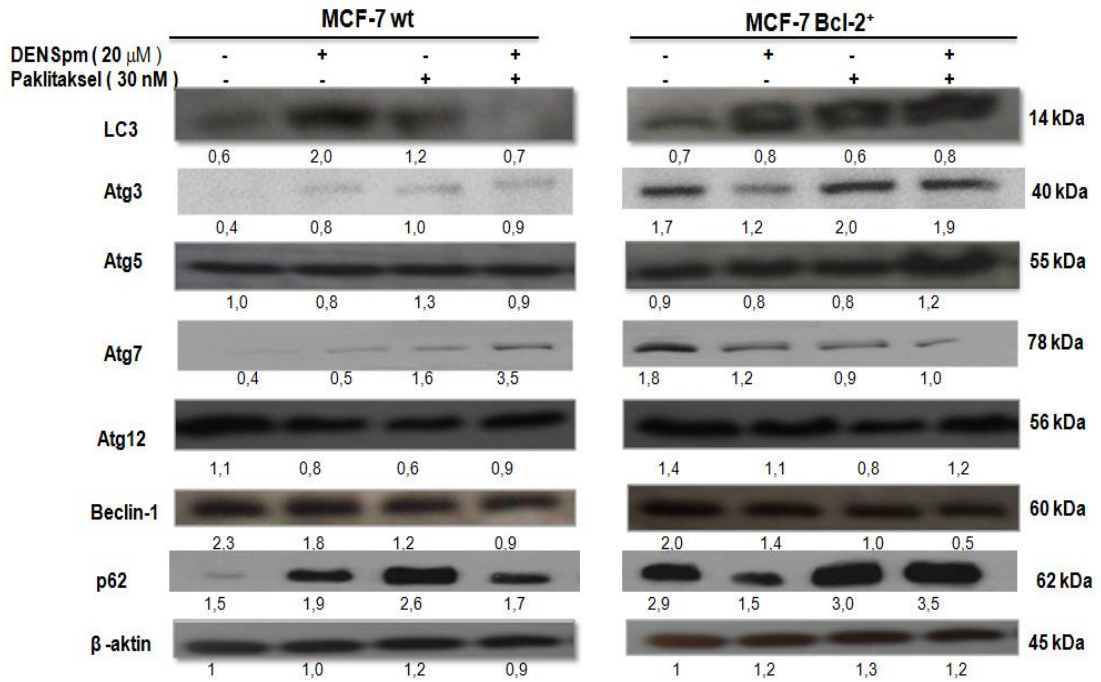 MCF-7 wt MCF-7 Bcl-2⁺
DENSpm ( 20 µM ) - + - + - + - +
Paklitaksel ( 30 nM ) - - + + - - + +
LC3 14 kDa
0,6 2,0 1,2 0,7 0,7 0,8 0,6 0,8
Atg3 40 kDa
0,4 0,8 1,0 0,9 1,7 1,2 2,0 1,9
Atg5 55 kDa
1,0 0,8 1,3 0,9 0,9 0,8 0,8 1,2
Atg7 78 kDa
0,4 0,5 1,6 3,5 1,8 1,2 0,9 1,0
Atg12 56 kDa
1,1 0,8 0,6 0,9 1,4 1,1 0,8 1,2
Beclin-1 60 kDa
2.3 1,8 1,2 0,9 2,0 1,4 1,0 0,5
p62 62 kDa
1,5 1,9 2,6 1,7 2,9 1,5 3,0 3,5
β -aktin 45 kDa
1 1,0 1,2 0,9 1 1,2 1,3 1,2